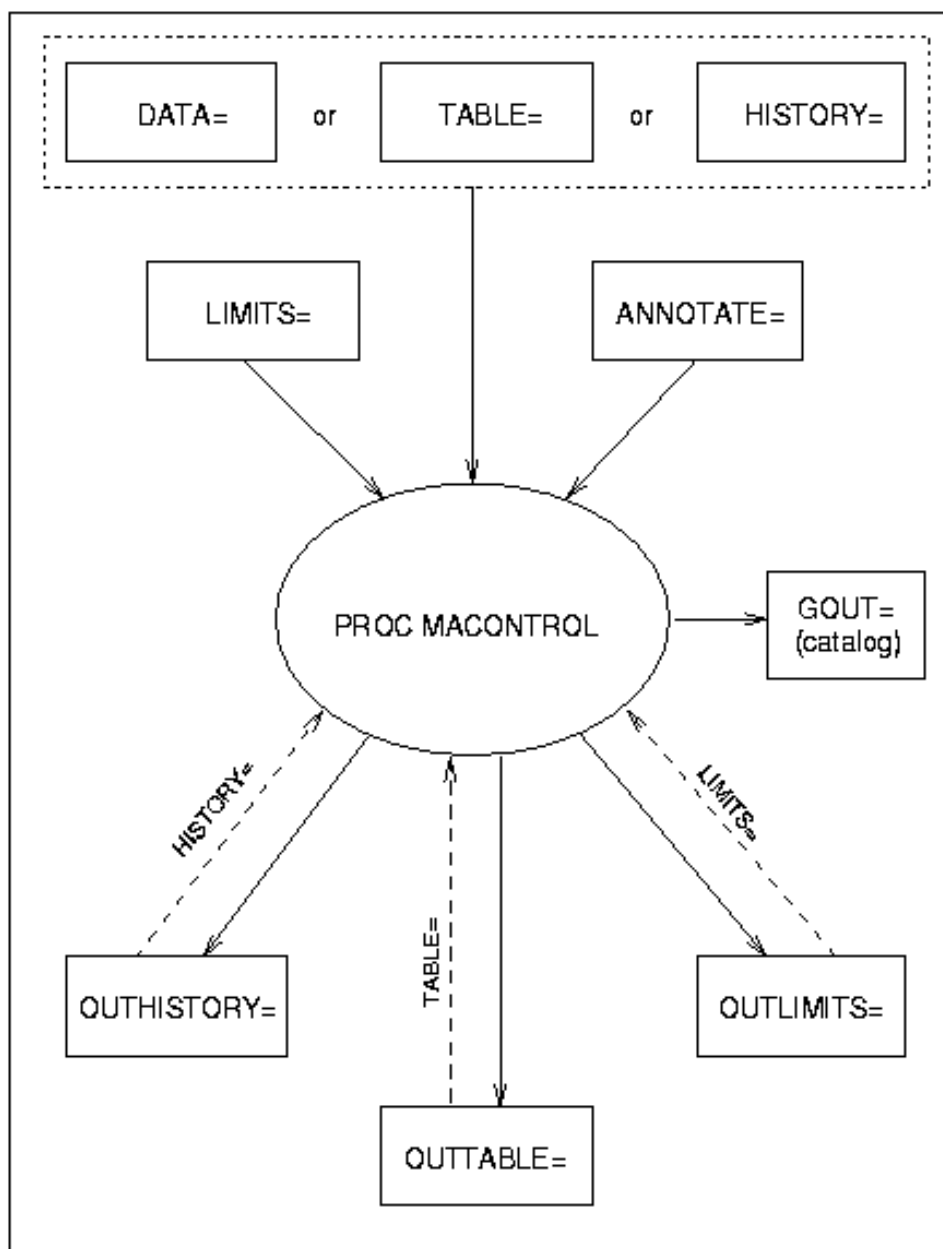 DATA= or TABLE= or HISTORY=
LIMITS=
ANNOTATE=
PROC MACONTROL
GOUT=
(catalog)
HISTORY=
TABLE=
LIMITS=
OUTHISTORY=
OUTLIMITS=
OUTTABLE=